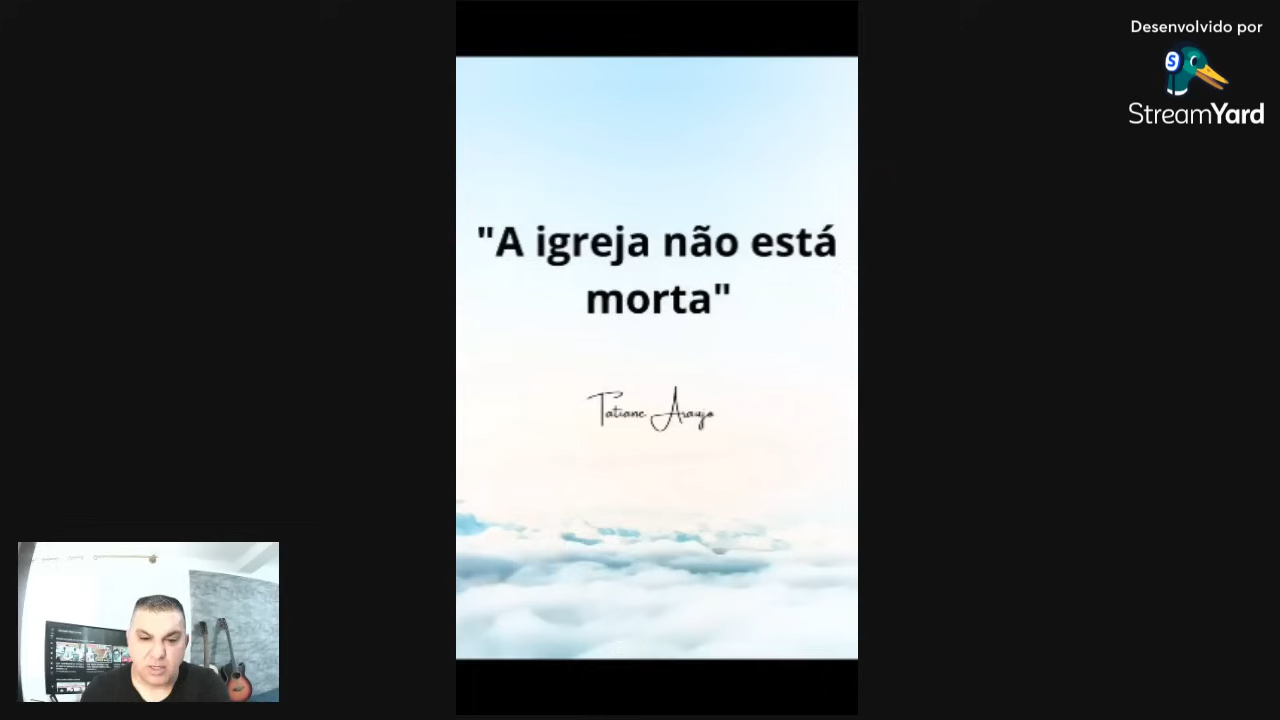 Desenvolvido por
S
StreamYard
"A igreja não está
morta"
Tatiane Araujo